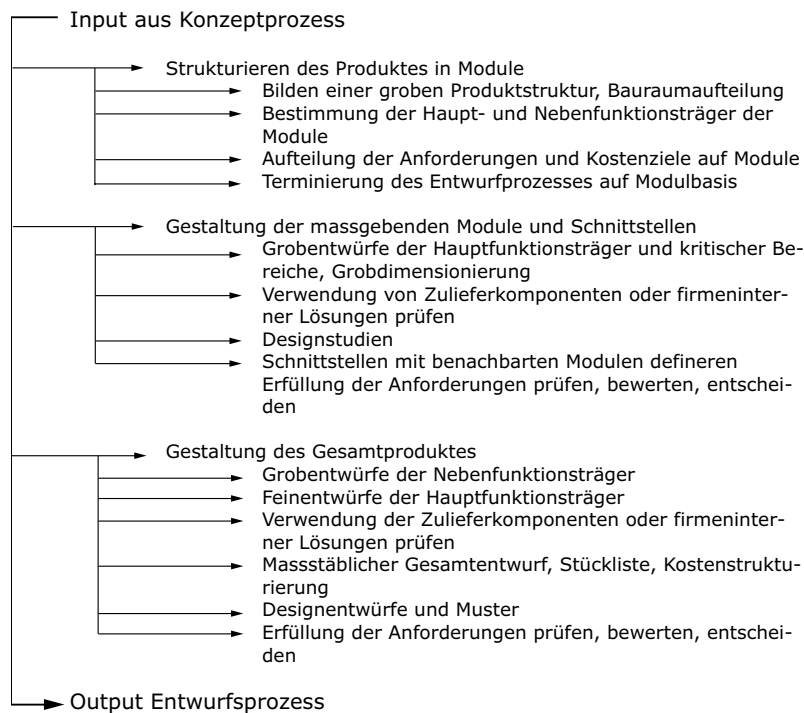 Input aus Konzeptprozess
Strukturieren des Produktes in Module
Bilden einer groben Produktstruktur, Bauraumaufteilung
Bestimmung der Haupt- und Nebenfunktionsträger der
Module
Aufteilung der Anforderungen und Kostenziele auf Module
Terminierung des Entwurfprozesses auf Modulbasis
Gestaltung der massgebenden Module und Schnittstellen
Grobentwürfe der Hauptfunktionsträger und kritischer Be-
reiche, Grobdimensionierung
Verwendung von Zulieferkomponenten oder firmeninter-
ner Lösungen prüfen
Designstudien
Schnittstellen mit benachbarten Modulen defineren
Erfüllung der Anforderungen prüfen, bewerten, entschei-
den
Gestaltung des Gesamtproduktes
Grobentwürfe der Nebenfunktionsträger
Feinentwürfe der Hauptfunktionsträger
Verwendung der Zulieferkomponenten oder firmeninter-
ner Lösungen prüfen
Massstäblicher Gesamtentwurf, Stückliste, Kostenstruktu-
rierung
Designentwürfe und Muster
Erfüllung der Anforderungen prüfen, bewerten, entschei-
den
Output Entwurfsprozess